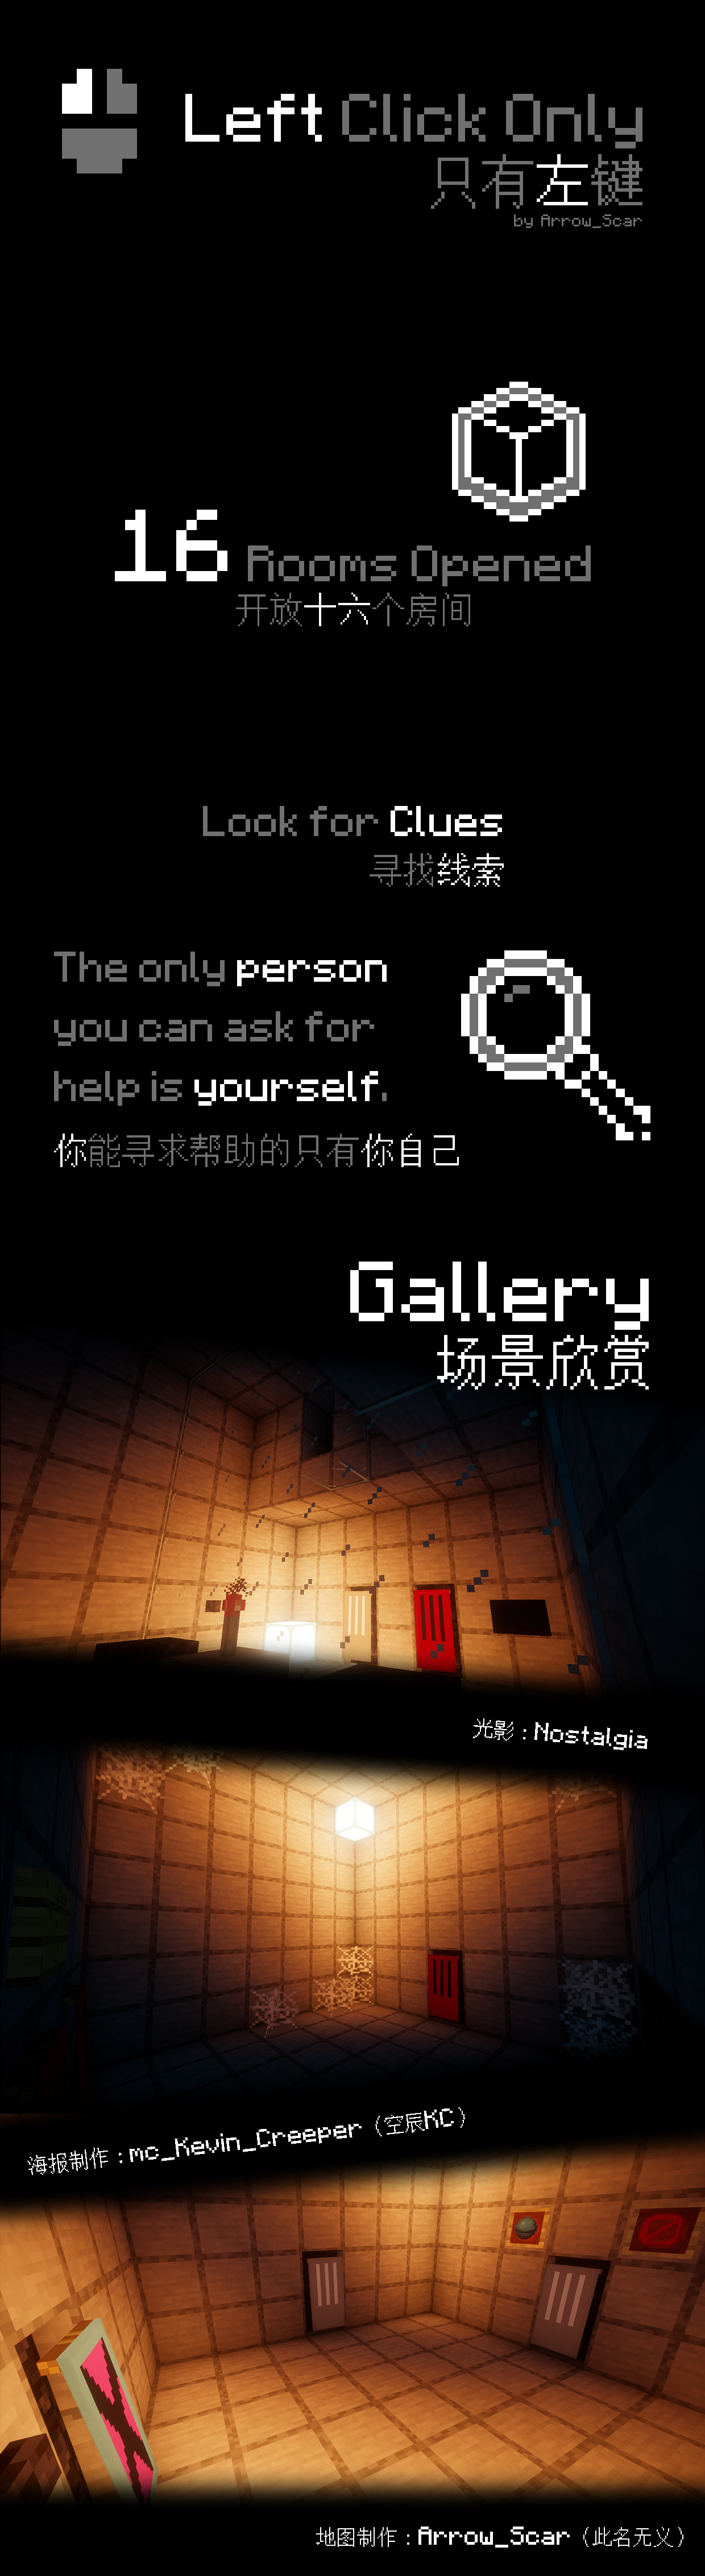 Left Click Only
只有左键
by Arrow_Scar
16 Rooms Opened
开放十六个房间
Look for Clues
寻找线索
The only person
you can ask for
help is yourself.
你能寻求帮助的只有你自己
Gallery
场景欣赏
光影：Nostalgia
海报制作：mc_Kevin_Creeper（空辰KC）
地图制作：Arrow_Scar（此名无义）